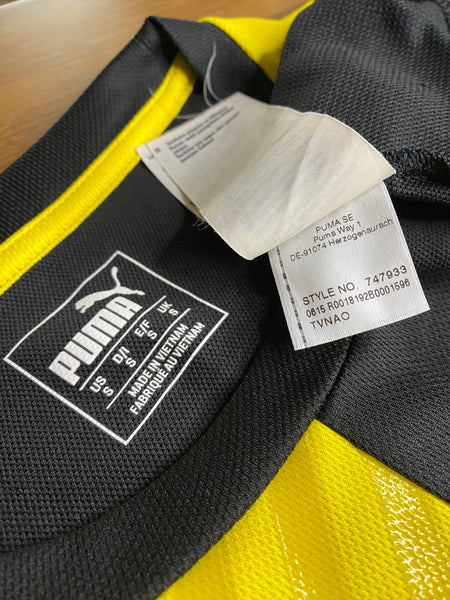 PUMA SE
Puma Way 1
DE-91074 Herzogenaurach
STYLE NO. 747933
0615 R0018192B0001596
TVNAO
PUMA
US D/A E/F UK
S S S S
MADE IN VIETNAM
FABRIQUÉ AU VIETNAM